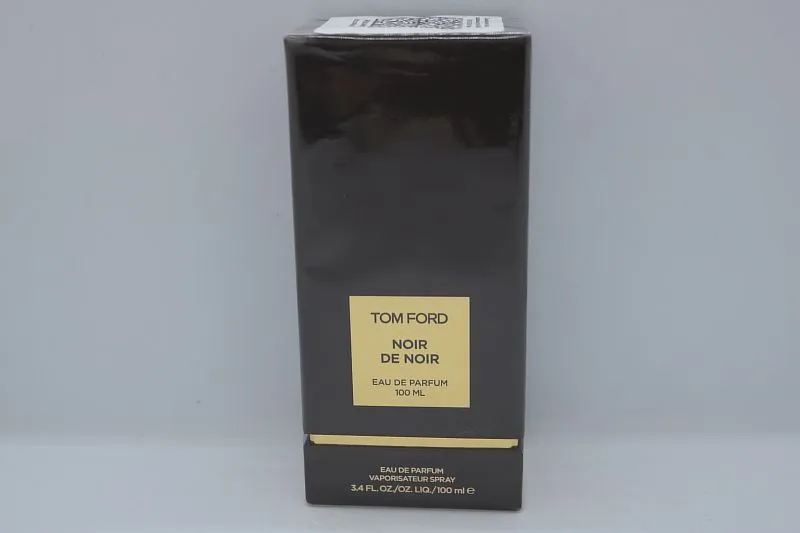 TOM FORD
NOIR
DE NOIR
EAU DE PARFUM
100 ML
EAU DE PARFUM
VAPORISATEUR SPRAY
3.4 FL. OZ./OZ. LIQ./100 ml ℮